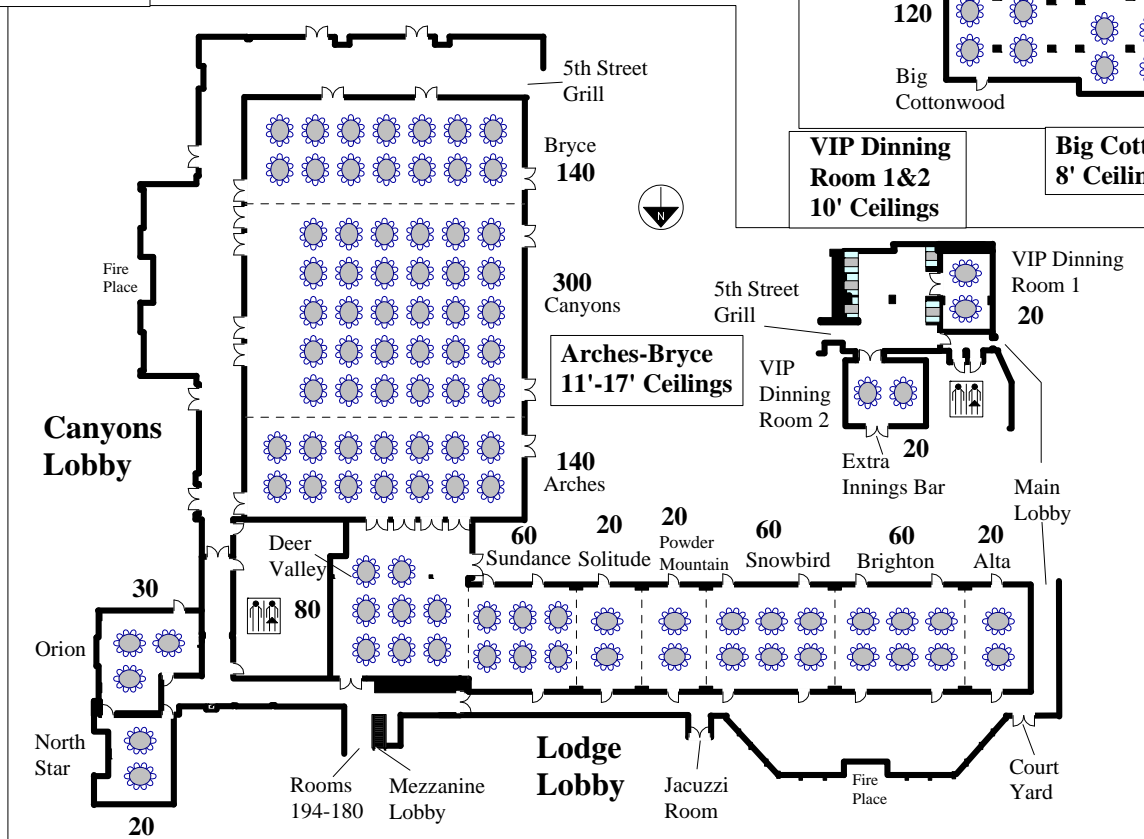 120
Big
Cottonwood
VIP Dinning
Room 1&2
10' Ceilings
Big
8'
5th Street
Grill
Bryce
140
N
Fire
Place
300
Canyons
Arches-Bryce
11'-17' Ceilings
5th Street
Grill
VIP Dinning
Room 1
20
VIP
Dinning
Room 2
20
Extra
Innings Bar
Canyons
Lobby
140
Arches
Main
Lobby
Deer
Valley
80
60
Sundance
20
Solitude
20
Powder
Mountain
60
Snowbird
60
Brighton
20
Alta
30
Orion
North
Star
20
Rooms
194-180
Mezzanine
Lobby
Lodge
Lobby
Jacuzzi
Room
Fire
Place
Court
Yard